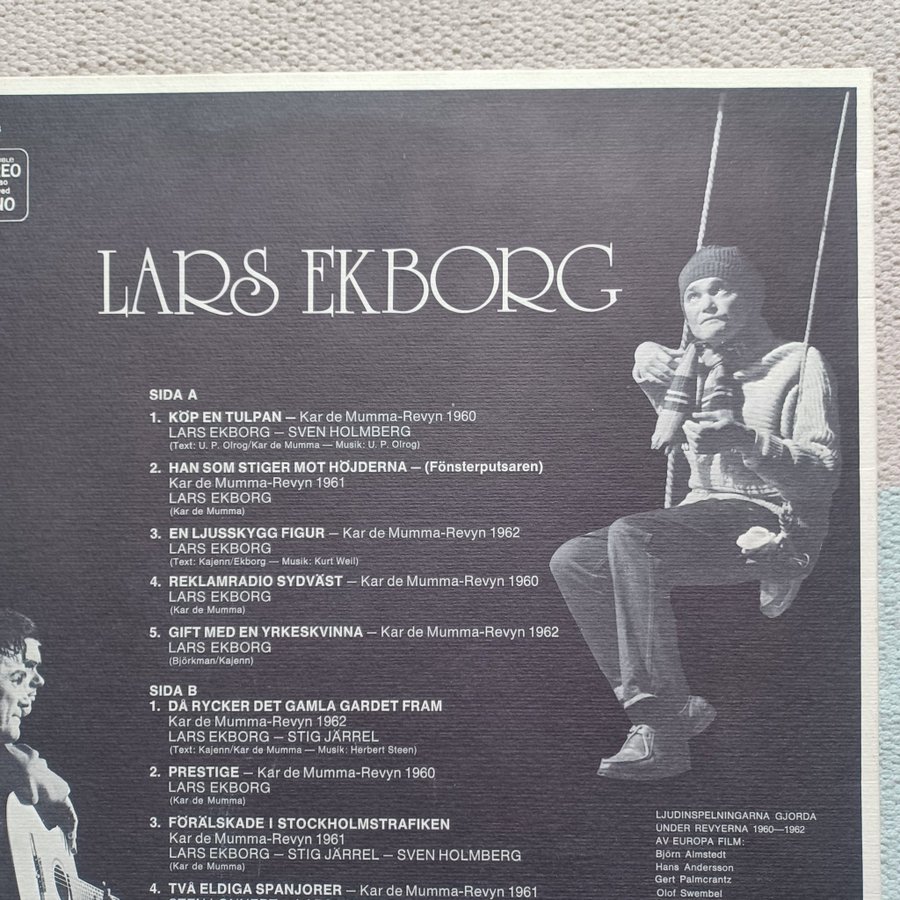 LARS EKBORG
SIDA A
1. KÖP EN TULPAN — Kar de Mumma-Revyn 1960
LARS EKBORG — SVEN HOLMBERG
(Text: U. P. Olrog/Kar de Mumma — Musik: U. P. Olrog)
2. HAN SOM STIGER MOT HÖJDERNA — (Fönsterputsaren)
Kar de Mumma-Revyn 1961
LARS EKBORG
(Kar de Mumma)
3. EN LJUSSKYGG FIGUR — Kar de Mumma-Revyn 1962
LARS EKBORG
(Text: Kajenn/Ekborg — Musik: Kurt Weil)
4. REKLAMRADIO SYDVÄST — Kar de Mumma-Revyn 1960
LARS EKBORG
(Kar de Mumma)
5. GIFT MED EN YRKESKVINNA — Kar de Mumma-Revyn 1962
LARS EKBORG
(Björkman/Kajenn)
SIDA B
1. DÅ RYCKER DET GAMLA GARDET FRAM
Kar de Mumma-Revyn 1962
LARS EKBORG — STIG JÄRREL
(Text: Kajenn/Kar de Mumma — Musik: Herbert Steen)
2. PRESTIGE — Kar de Mumma-Revyn 1960
LARS EKBORG
(Kar de Mumma)
3. FÖRÄLSKADE I STOCKHOLMSTRAFIKEN
Kar de Mumma-Revyn 1961
LARS EKBORG — STIG JÄRREL — SVEN HOLMBERG
(Kar de Mumma)
4. TVÅ ELDIGA SPANJORER — Kar de Mumma-Revyn 1961
LJUDINSPELNINGARNA GJORDA
UNDER REVYERNA 1960—1962
AV EUROPA FILM:
Björn Almstedt
Hans Andersson
Gert Palmcrantz
Olof Swembel